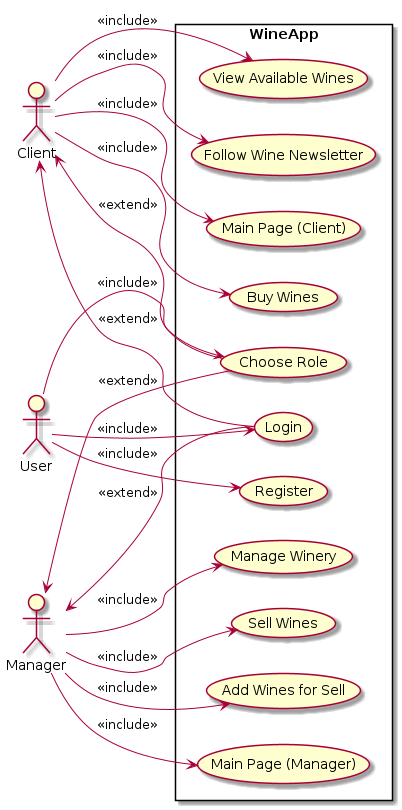 «include»
WineApp
View Available Wines
«include»
«include»
Client
«include»
Follow Wine Newsletter
«extend»
Main Page (Client)
«include»
Buy Wines
«extend»
Choose Role
«extend»
User
«include»
Login
«include»
Register
«extend»
Manage Winery
«include»
Sell Wines
Manager
«include»
«include»
Add Wines for Sell
«include»
Main Page (Manager)